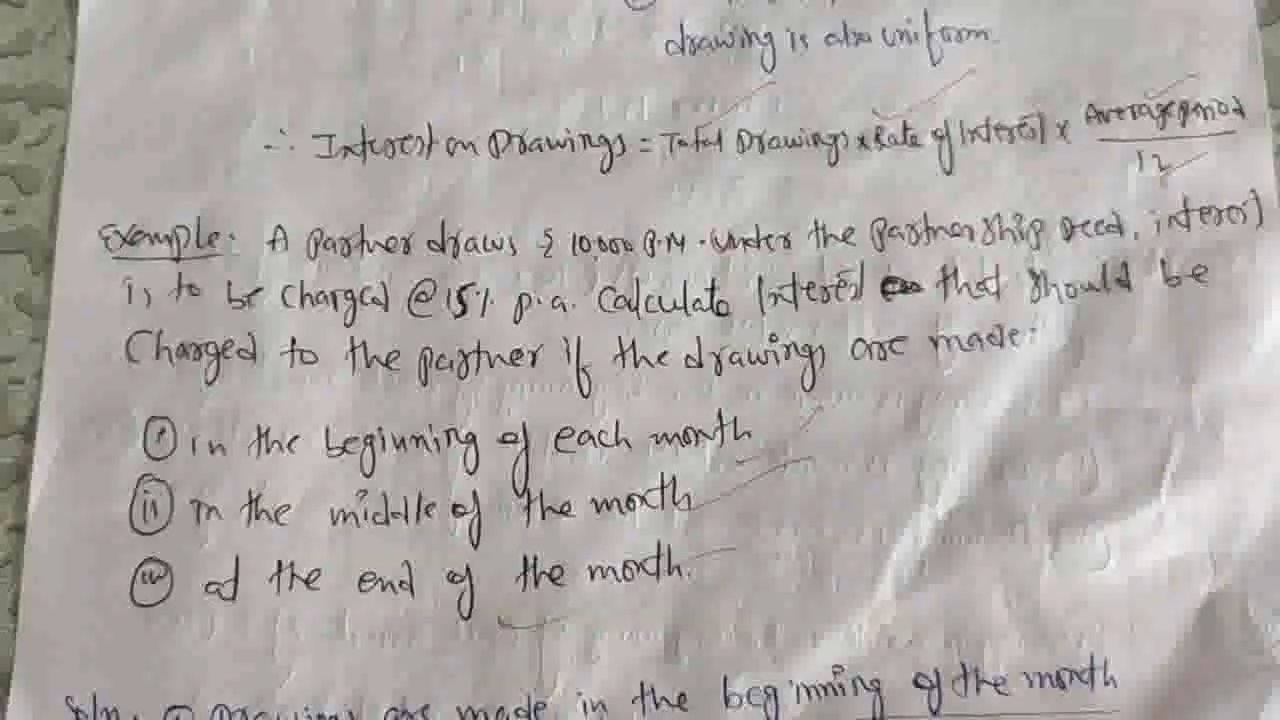 drawing is also uniform.
∴ Interest on Drawings = Total Drawings × Rate of Interest × Average period / 12
Example: A partner draws ₹ 10,000 P.M. Under the partnership Deed, interest
is to be charged @ 15% p.a. Calculate Interest that should be
Charged to the partner if the drawings are made:
(i) in the beginning of each month
(ii) in the middle of the month
(iii) at the end of the month.
Soln. (i) Drawings are made in the beginning of the month